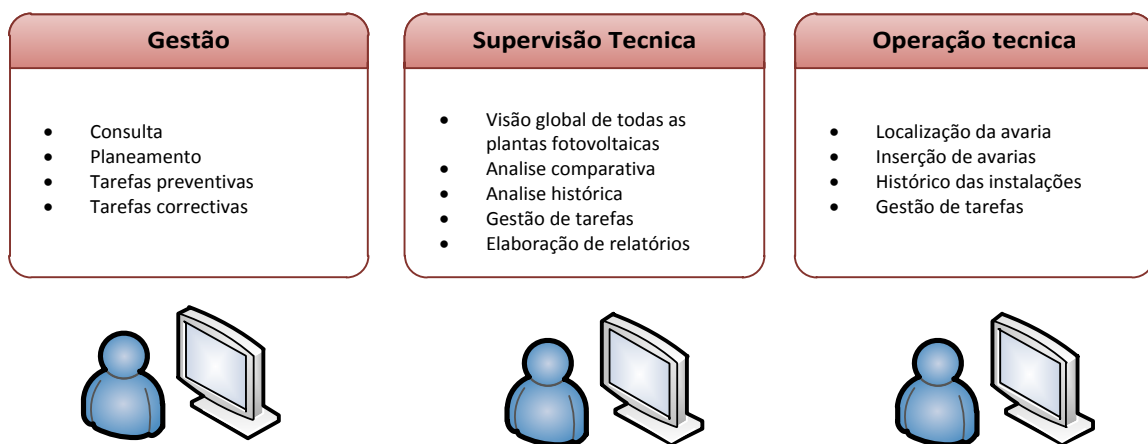 Gestão
• Consulta
• Planeamento
• Tarefas preventivas
• Tarefas correctivas
Supervisão Tecnica
• Visão global de todas as
plantas fotovoltaicas
• Analise comparativa
• Analise histórica
• Gestão de tarefas
• Elaboração de relatórios
Operação tecnica
• Localização da avaria
• Inserção de avarias
• Histórico das instalações
• Gestão de tarefas